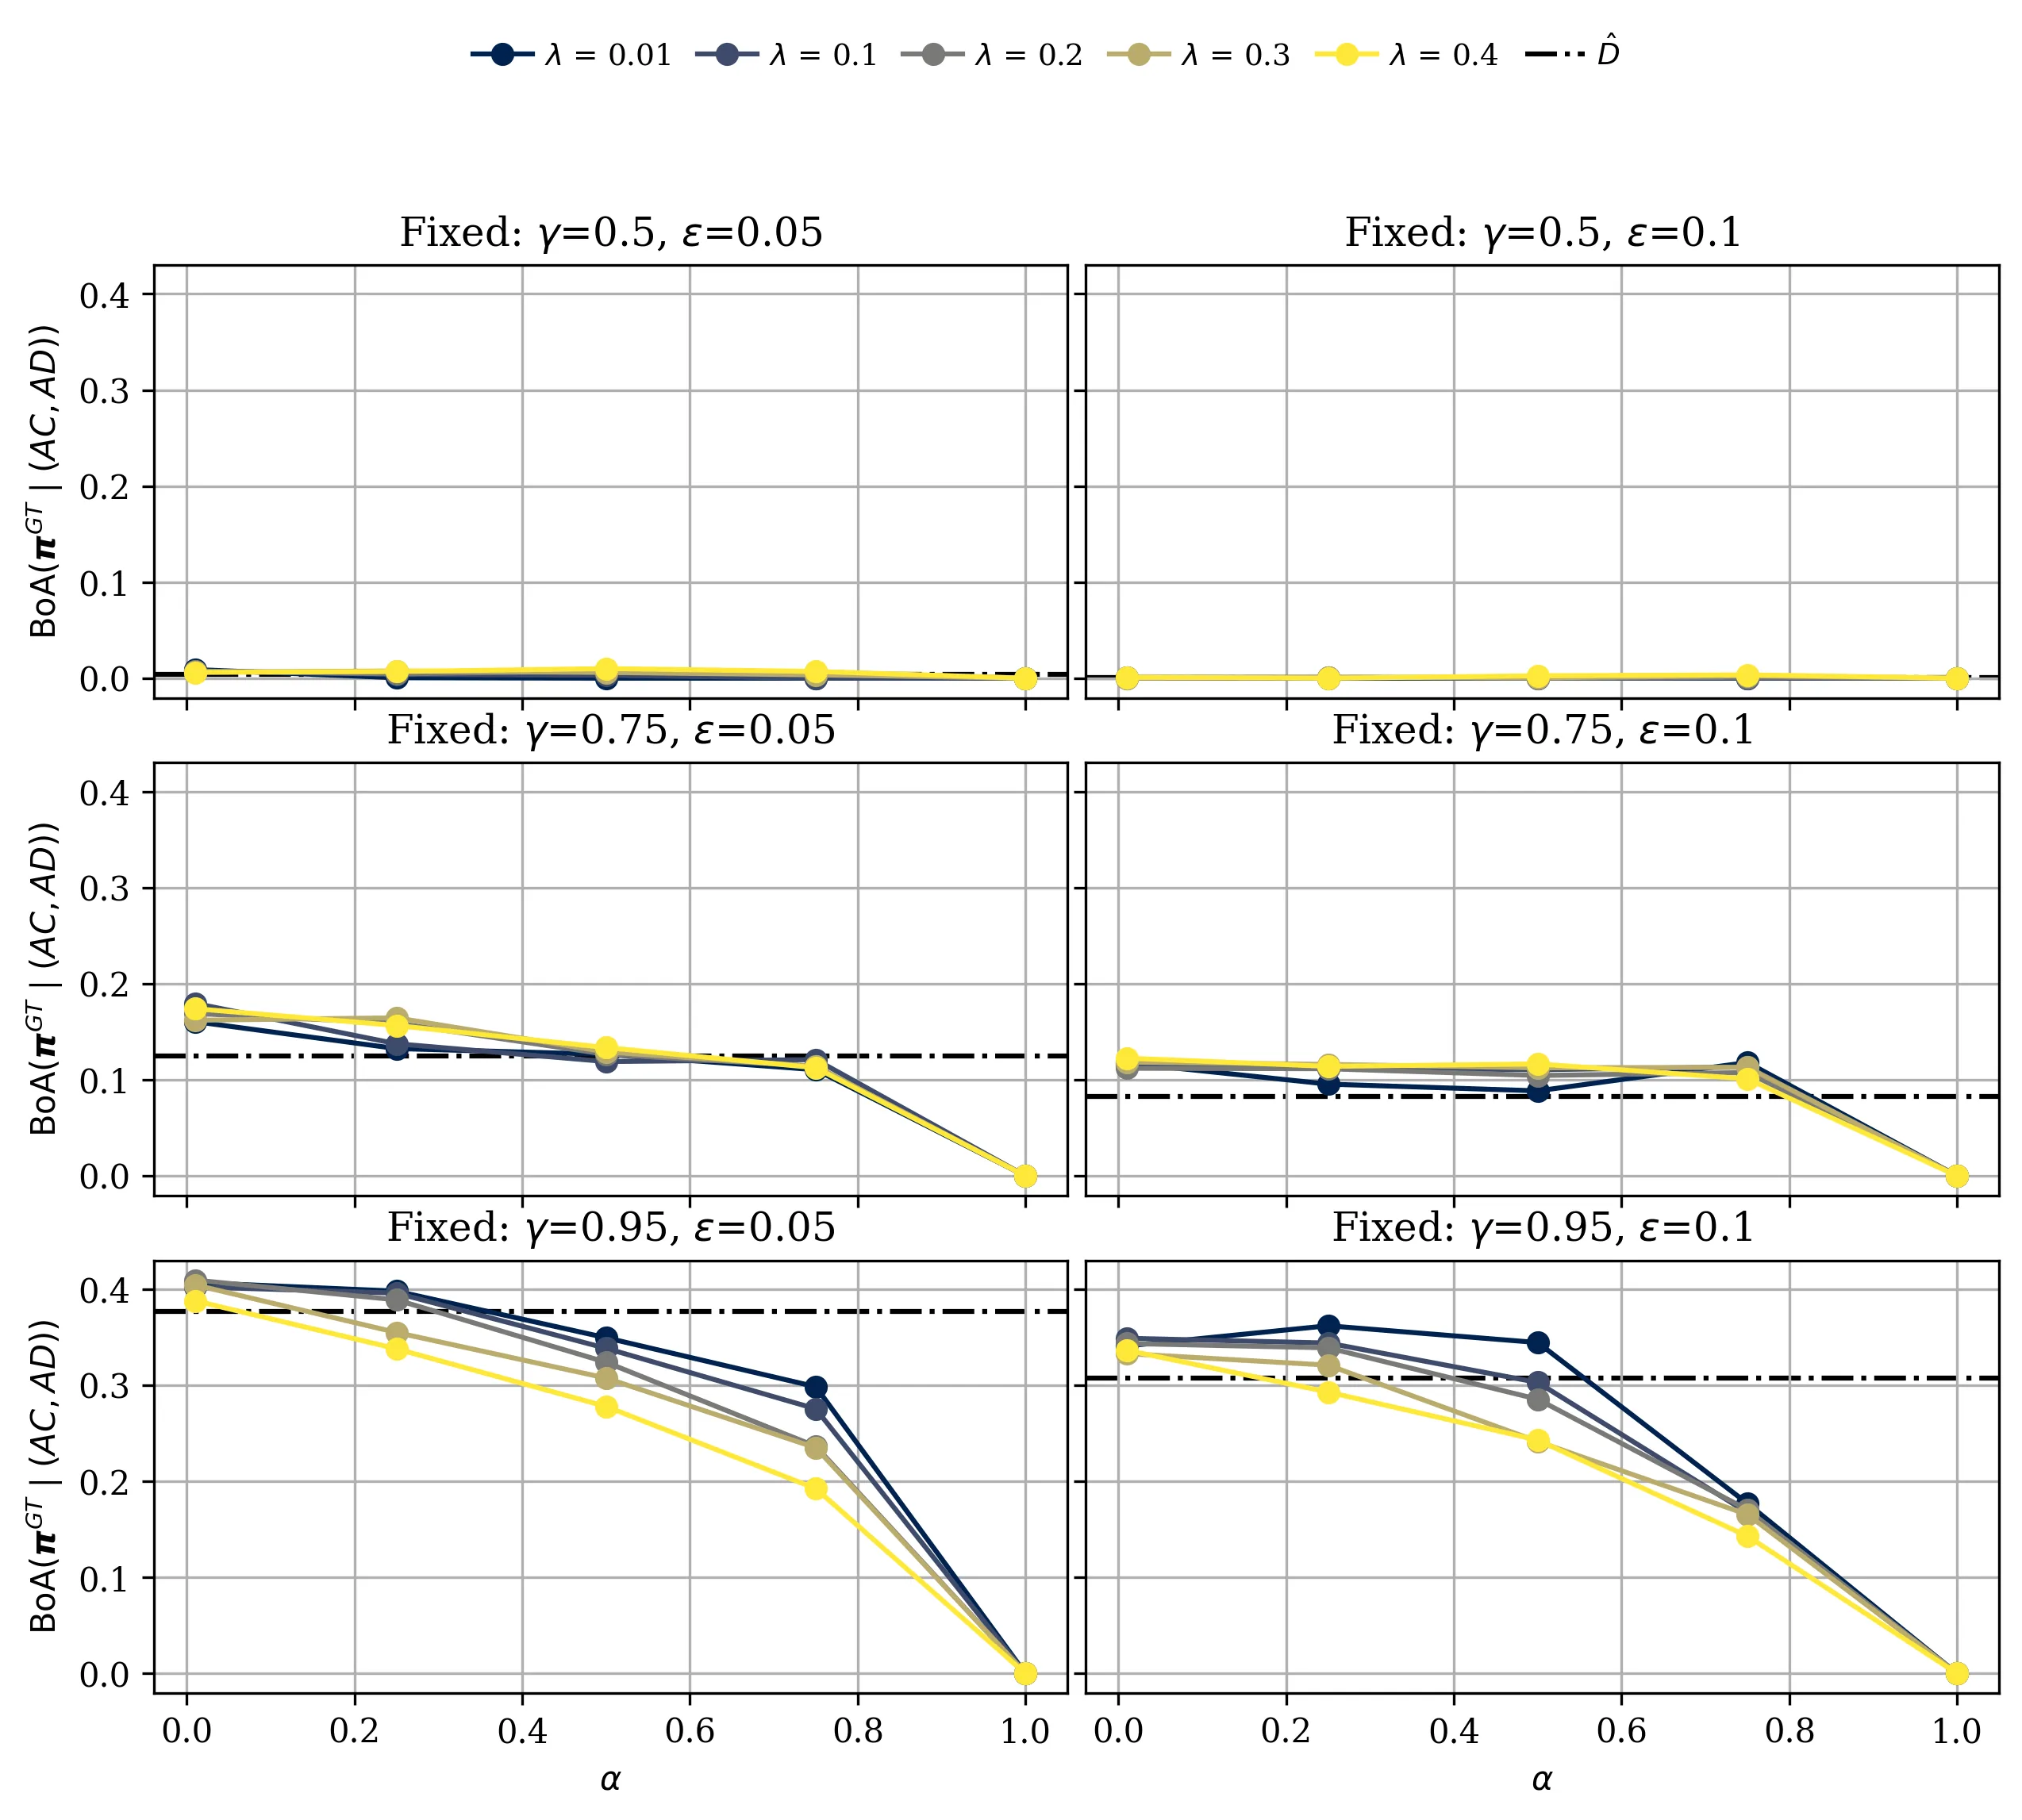 λ = 0.01 λ = 0.1 λ = 0.2 λ = 0.3 λ = 0.4 D̂
Fixed: γ=0.5, ε=0.05 Fixed: γ=0.5, ε=0.1
BoA(π^GT | (AC, AD))
0.4
0.3
0.2
0.1
0.0
Fixed: γ=0.75, ε=0.05 Fixed: γ=0.75, ε=0.1
BoA(π^GT | (AC, AD))
0.4
0.3
0.2
0.1
0.0
Fixed: γ=0.95, ε=0.05 Fixed: γ=0.95, ε=0.1
BoA(π^GT | (AC, AD))
0.4
0.3
0.2
0.1
0.0
0.0 0.2 0.4 0.6 0.8 1.0 0.0 0.2 0.4 0.6 0.8 1.0
α α